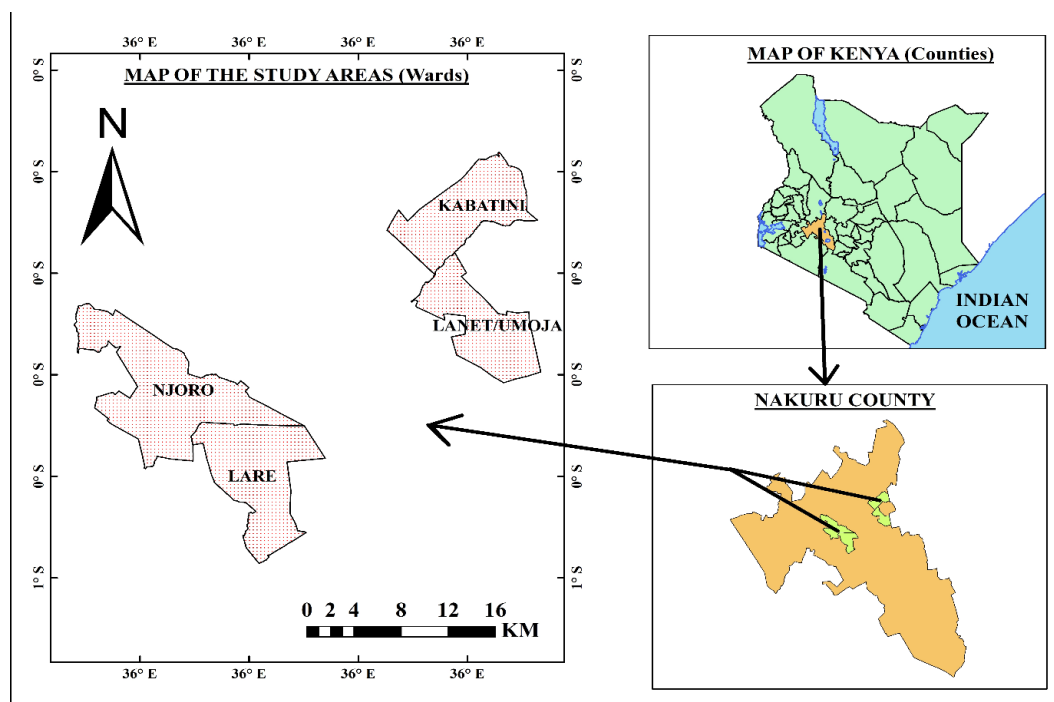 36° E 36° E 36° E 36° E
MAP OF THE STUDY AREAS (Wards)
N
0°S 0°S
0°S 0°S
0°S 0°S
0°S 0°S
0°S 0°S
1°S 1°S
KABATINI
LANET/UMOJA
NJORO
LARE
0 2 4 8 12 16
KM
36° E 36° E 36° E 36° E
MAP OF KENYA (Counties)
INDIAN
OCEAN
NAKURU COUNTY